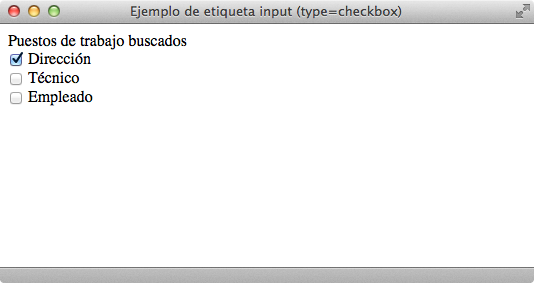 Ejemplo de etiqueta input (type=checkbox)
Puestos de trabajo buscados
Dirección
Técnico
Empleado